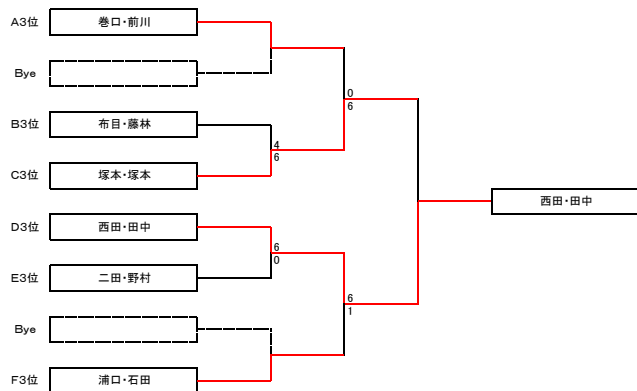 A3位 巻口・前川
Bye
0
6
B3位 布目・藤林
4
6
C3位 塚本・塚本
西田・田中
D3位 西田・田中
6
0
E3位 二田・野村
6
1
Bye
F3位 浦口・石田